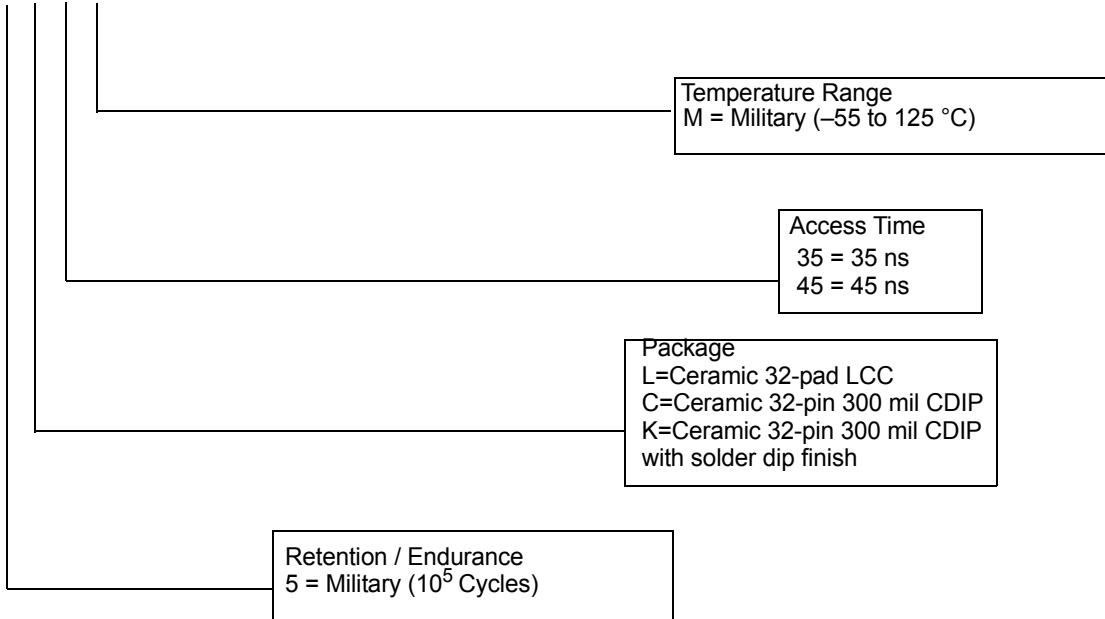 Temperature Range
M = Military (–55 to 125 °C)
Access Time
35 = 35 ns
45 = 45 ns
Package
L=Ceramic 32-pad LCC
C=Ceramic 32-pin 300 mil CDIP
K=Ceramic 32-pin 300 mil CDIP
with solder dip finish
Retention / Endurance
5 = Military (10⁵ Cycles)